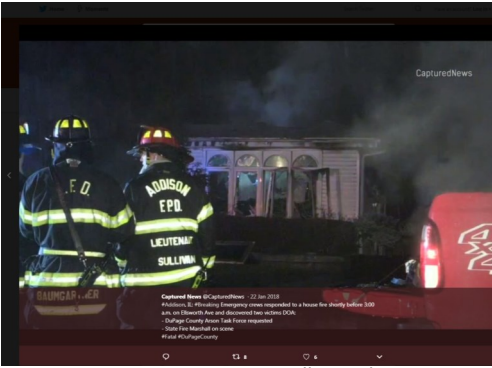 CapturedNews
E.D.
ADDISON
F.P.D.
LIEUTENANT
SULLIVAN
BAUMGARTNER
Captured News @CapturedNews · 22 Jan 2018
#Addison, IL: #Breaking Emergency crews responded to a house fire shortly before 3:00
a.m. on Ellsworth Ave and discovered two victims DOA:
- DuPage County Arson Task Force requested
- State Fire Marshall on scene
#Fatal #DuPageCounty
8
6